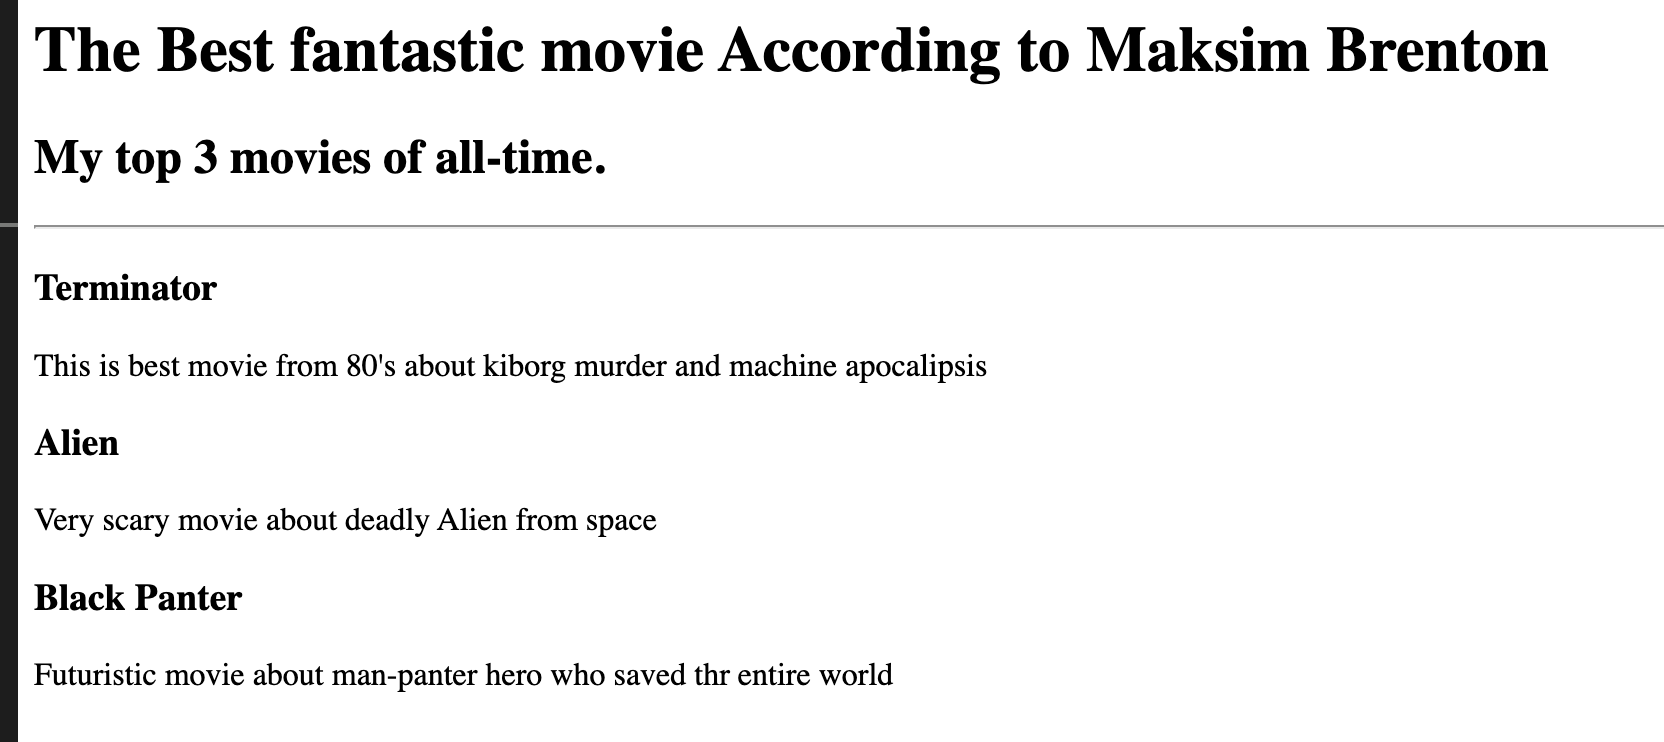 The Best fantastic movie According to Maksim Brenton
My top 3 movies of all-time.
Terminator
This is best movie from 80's about kiborg murder and machine apocalipsis
Alien
Very scary movie about deadly Alien from space
Black Panter
Futuristic movie about man-panter hero who saved thr entire world